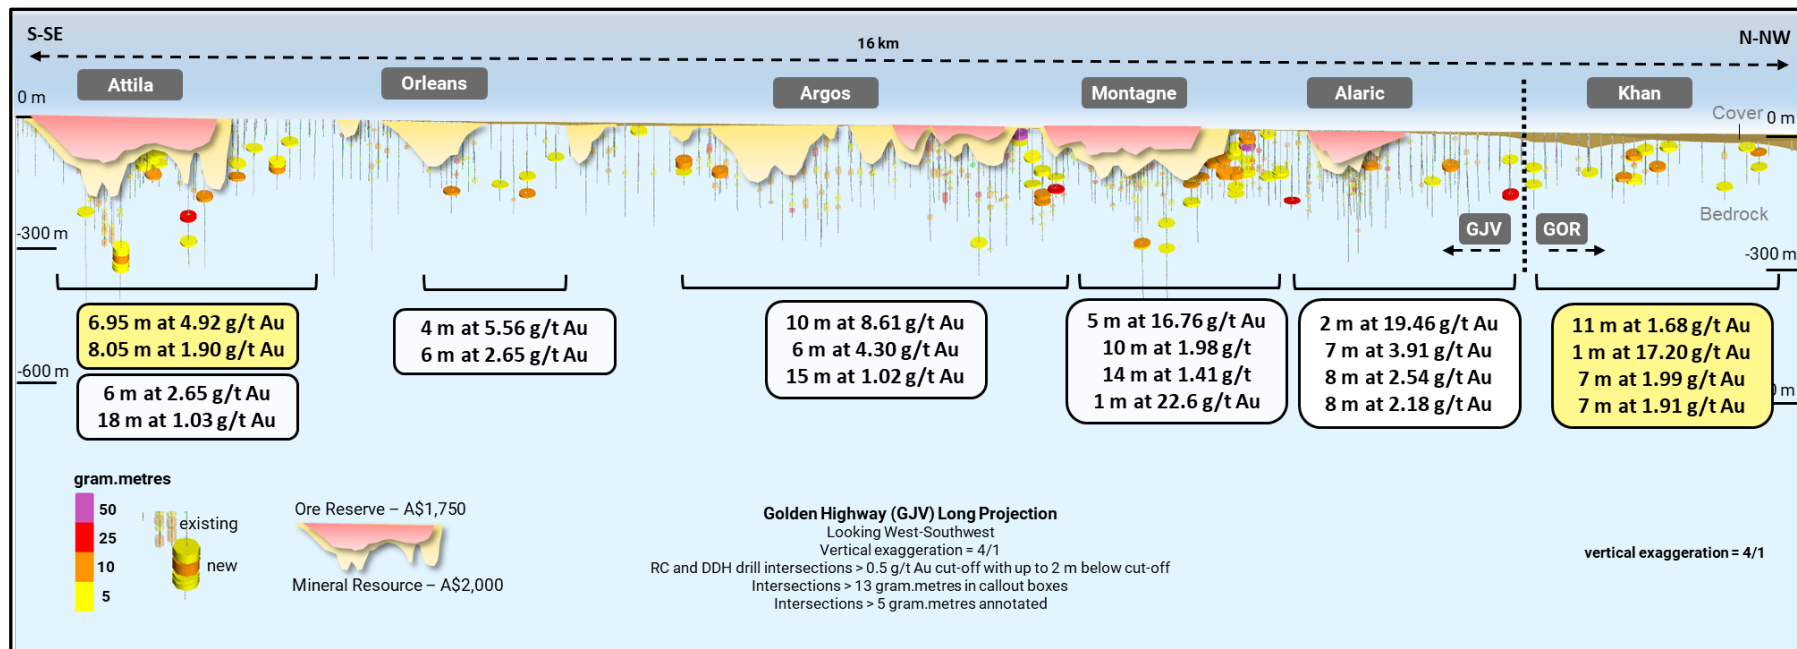 S-SE
N-NW
16 km
Attila
Orleans
Argos
Montagne
Alaric
Khan
0 m
Cover
0 m
Bedrock
GJV
GOR
-300 m
-300 m
6.95 m at 4.92 g/t Au
8.05 m at 1.90 g/t Au
6 m at 2.65 g/t Au
18 m at 1.03 g/t Au
4 m at 5.56 g/t Au
6 m at 2.65 g/t Au
10 m at 8.61 g/t Au
6 m at 4.30 g/t Au
15 m at 1.02 g/t Au
5 m at 16.76 g/t Au
10 m at 1.98 g/t
14 m at 1.41 g/t
1 m at 22.6 g/t Au
2 m at 19.46 g/t Au
7 m at 3.91 g/t Au
8 m at 2.54 g/t Au
8 m at 2.18 g/t Au
11 m at 1.68 g/t Au
1 m at 17.20 g/t Au
7 m at 1.99 g/t Au
7 m at 1.91 g/t Au
-600 m
gram.metres
50
25
10
5
existing
new
Ore Reserve – A$1,750
Mineral Resource – A$2,000
Golden Highway (GJV) Long Projection
Looking West-Southwest
Vertical exaggeration = 4/1
RC and DDH drill intersections > 0.5 g/t Au cut-off with up to 2 m below cut-off
Intersections > 13 gram.metres in callout boxes
Intersections > 5 gram.metres annotated
vertical exaggeration = 4/1